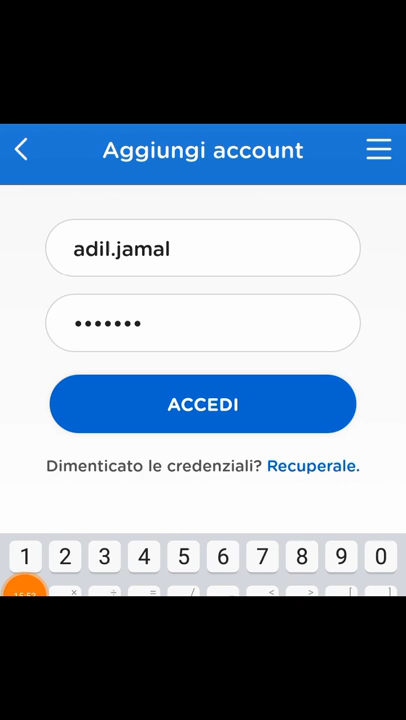 Aggiungi account
adil.jamal
•••••••
ACCEDI
Dimenticato le credenziali? Recuperale.
1 2 3 4 5 6 7 8 9 0
× ÷ = / _ < > [ ]